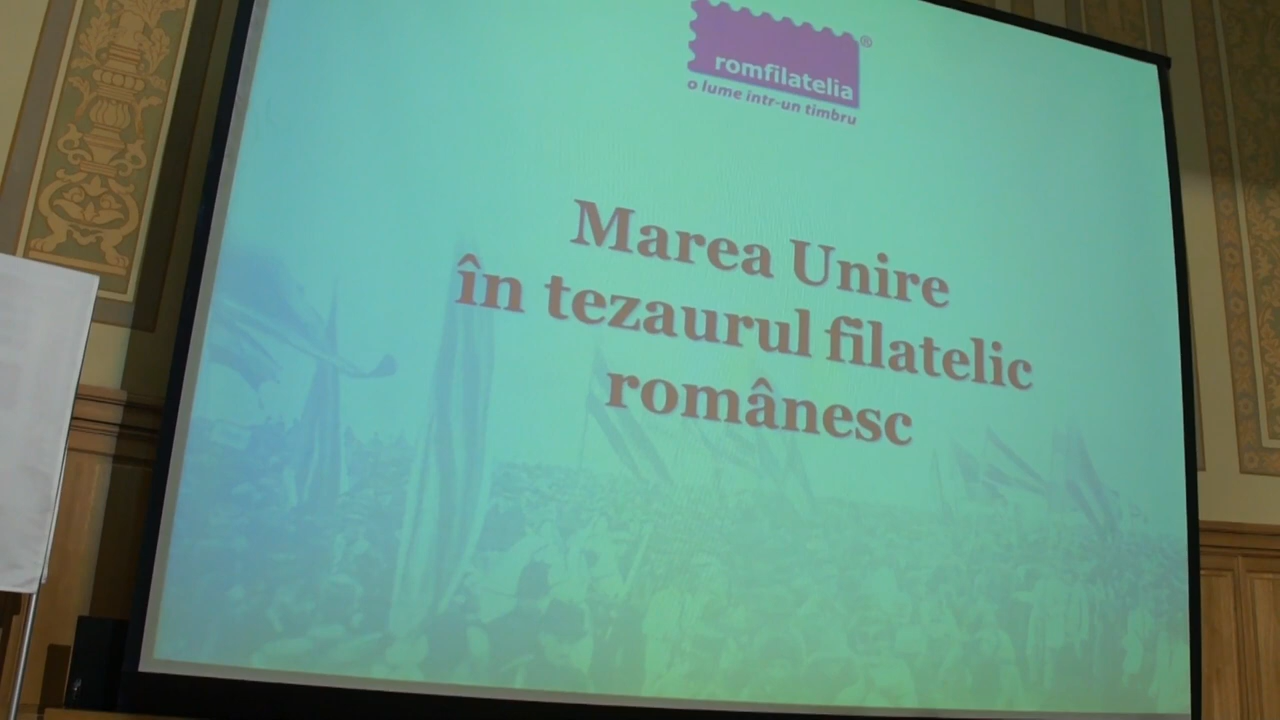 romfilatelia®
o lume intr-un timbru
Marea Unire
în tezaurul filatelic
românesc